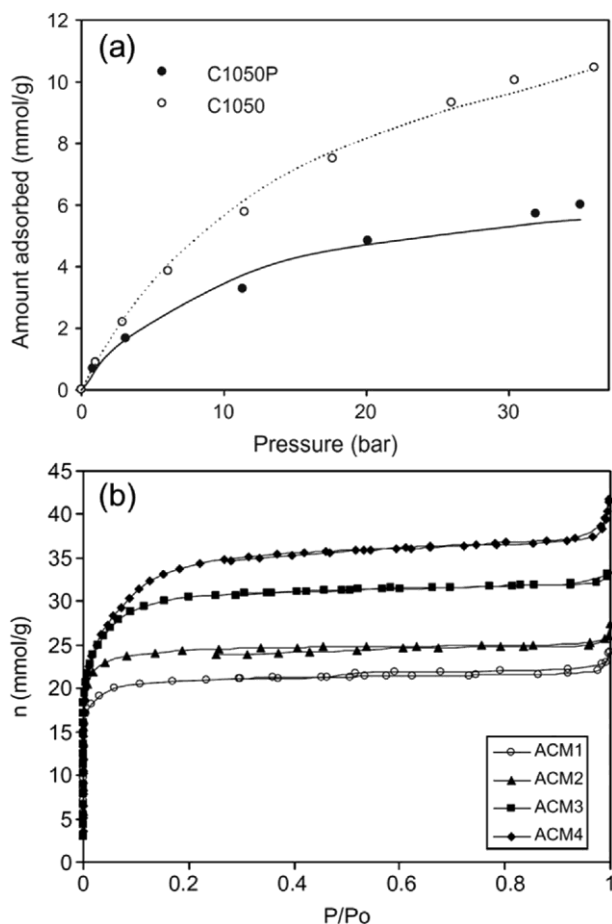 (a)
C1050P
C1050
Amount adsorbed (mmol/g)
12
10
8
6
4
2
0
0
10
20
30
Pressure (bar)
(b)
n (mmol/g)
45
40
35
30
25
20
15
10
5
0
ACM1
ACM2
ACM3
ACM4
0
0.2
0.4
0.6
0.8
1
P/Po